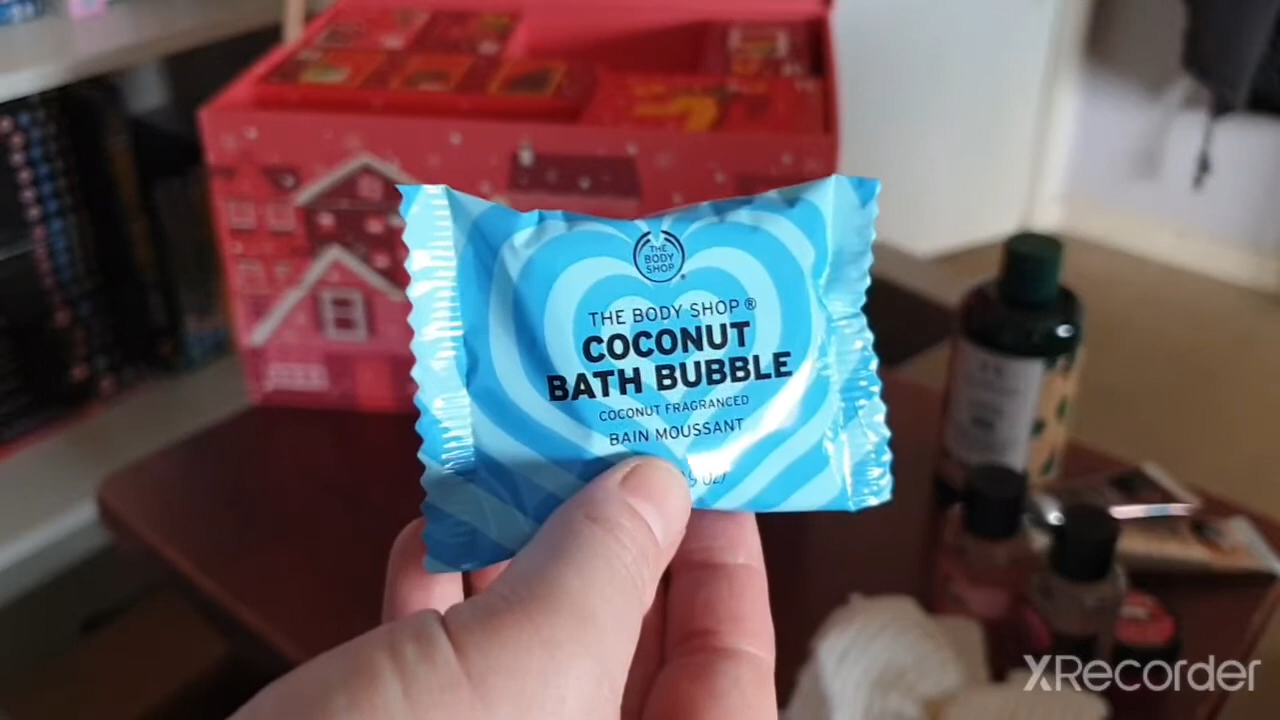 THE
BODY
SHOP
THE BODY SHOP ®
COCONUT
BATH BUBBLE
COCONUT FRAGRANCED
BAIN MOUSSANT
XRecorder